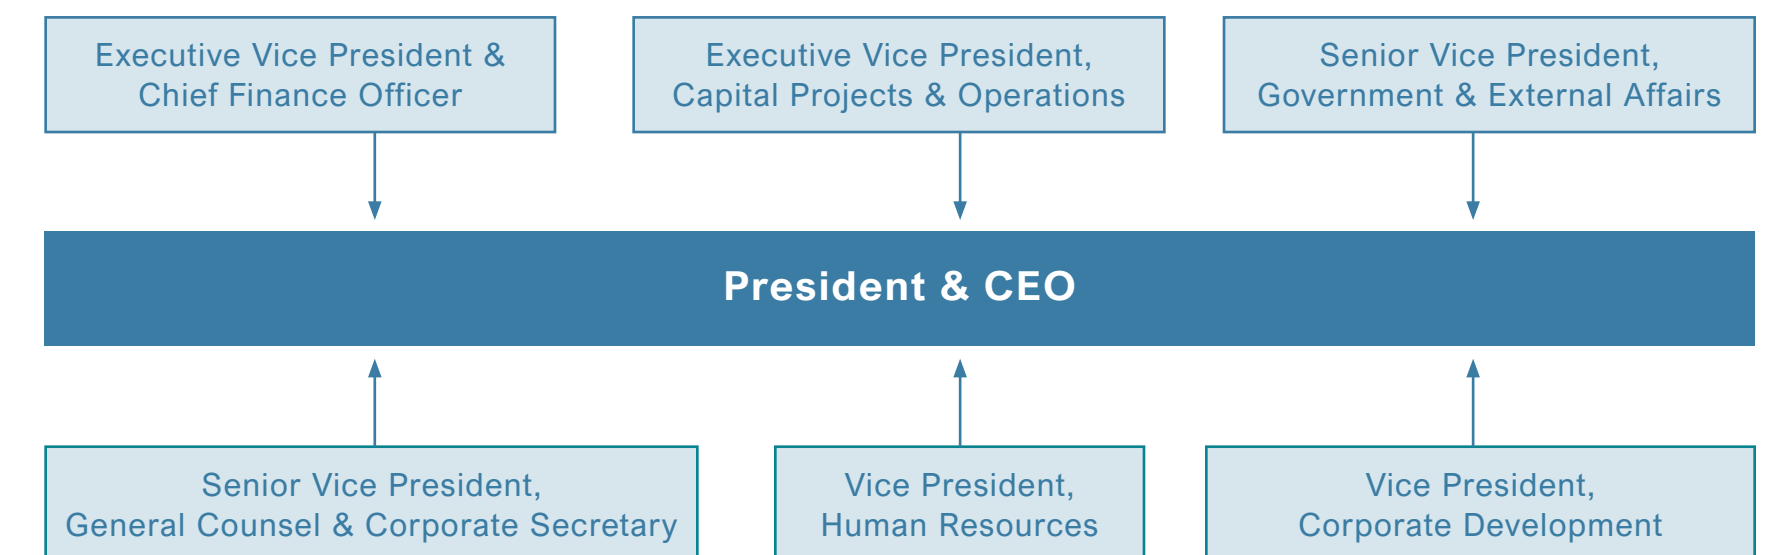 Executive Vice President &
Chief Finance Officer
Executive Vice President,
Capital Projects & Operations
Senior Vice President,
Government & External Affairs
President & CEO
Senior Vice President,
General Counsel & Corporate Secretary
Vice President,
Human Resources
Vice President,
Corporate Development